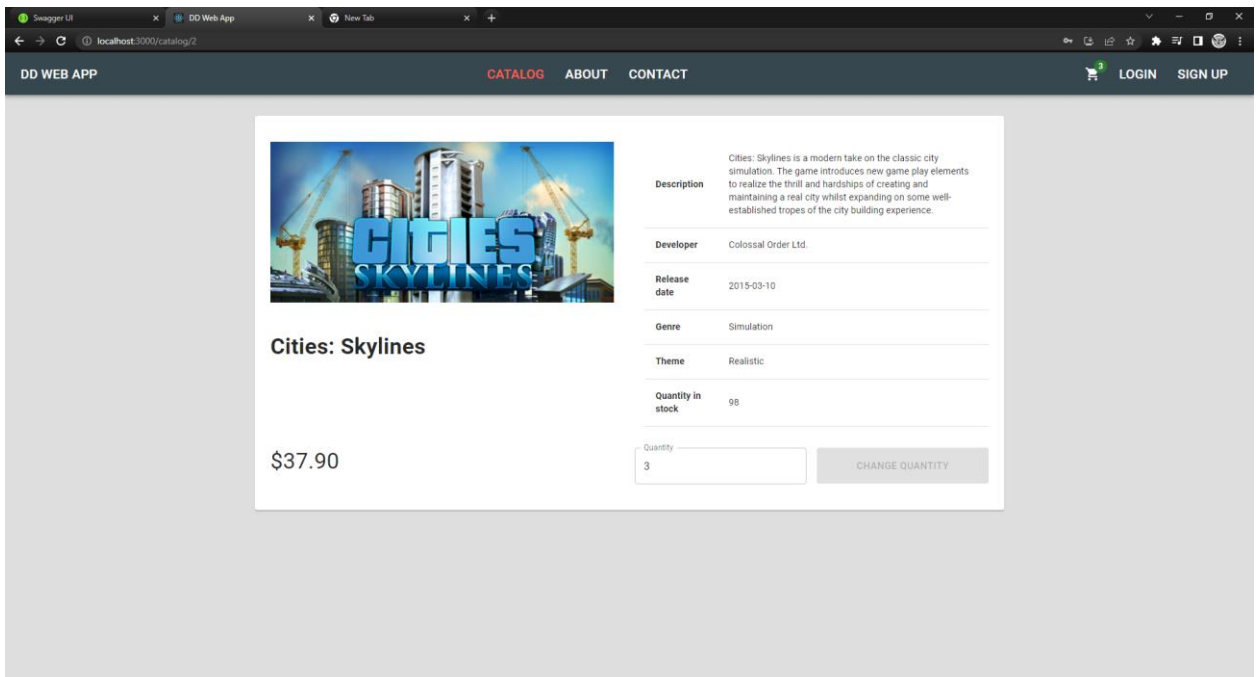 Swagger UI
DD Web App
New Tab
localhost:3000/catalog/2
DD WEB APP
CATALOG
ABOUT
CONTACT
3
LOGIN
SIGN UP
CITIES
SKYLINES
Cities: Skylines
$37.90
Description
Cities: Skylines is a modern take on the classic city
simulation. The game introduces new game play elements
to realize the thrill and hardships of creating and
maintaining a real city whilst expanding on some well-
established tropes of the city building experience.
Developer
Colossal Order Ltd.
Release
date
2015-03-10
Genre
Simulation
Theme
Realistic
Quantity in
stock
98
Quantity
3
CHANGE QUANTITY